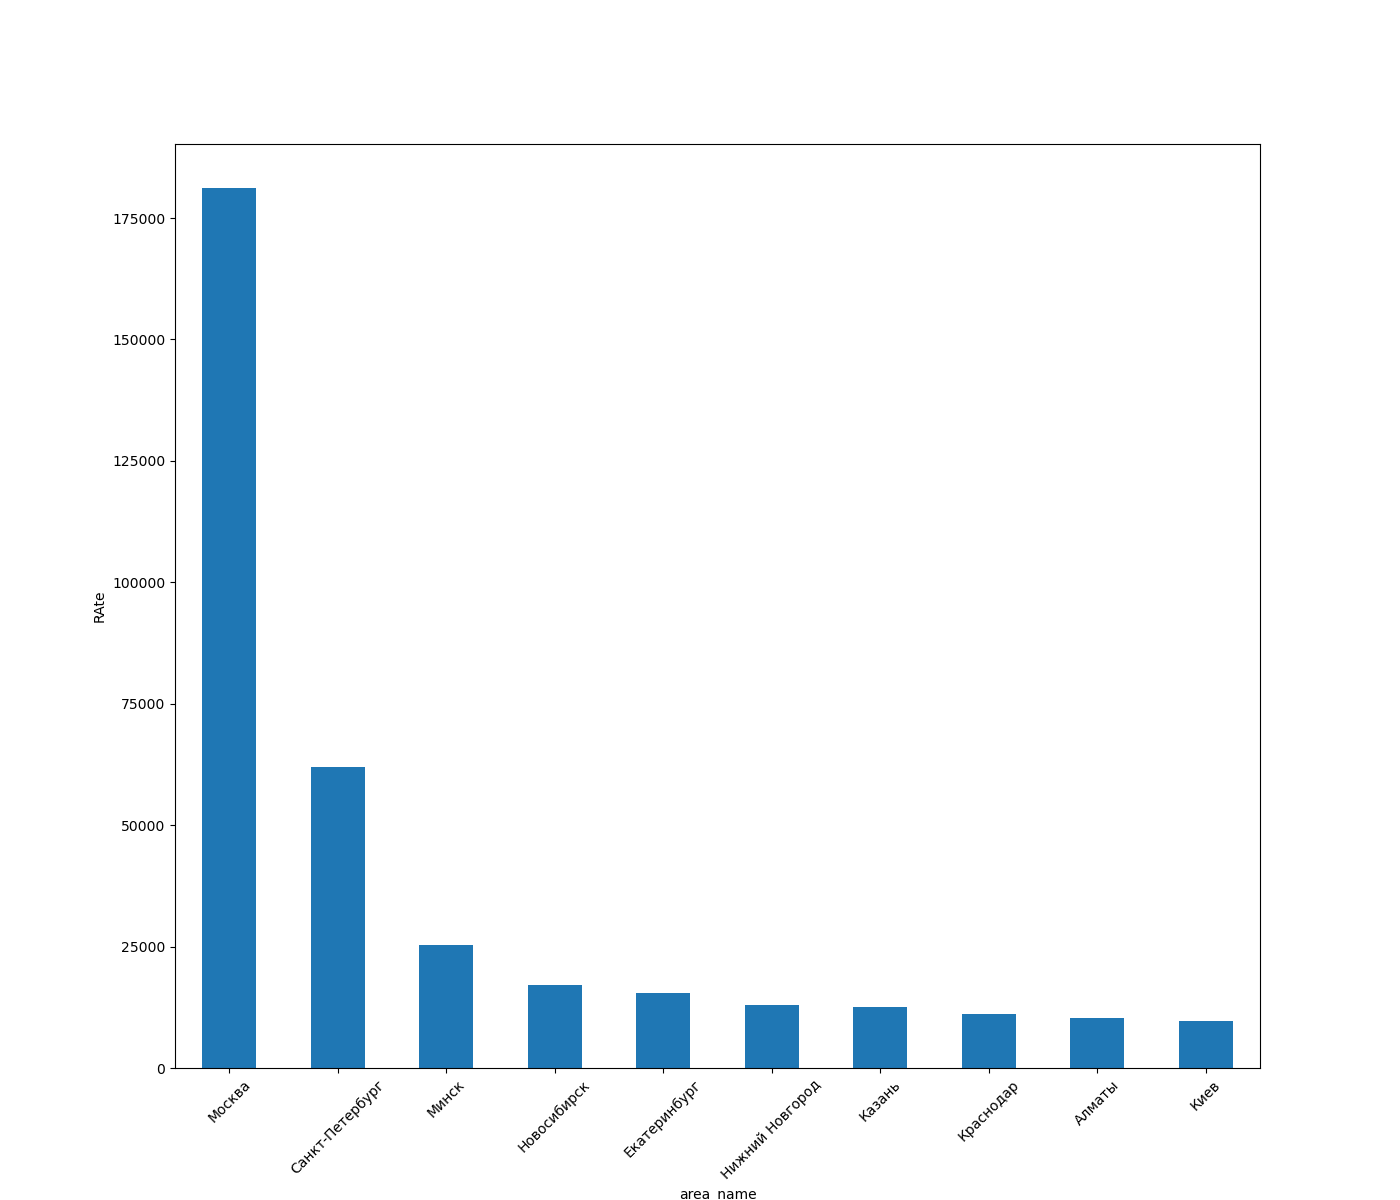 175000
150000
125000
100000
75000
50000
25000
0
RAte
Москва
Санкт-Петербург
Минск
Новосибирск
Екатеринбург
Нижний Новгород
Казань
Краснодар
Алматы
Киев
area_name